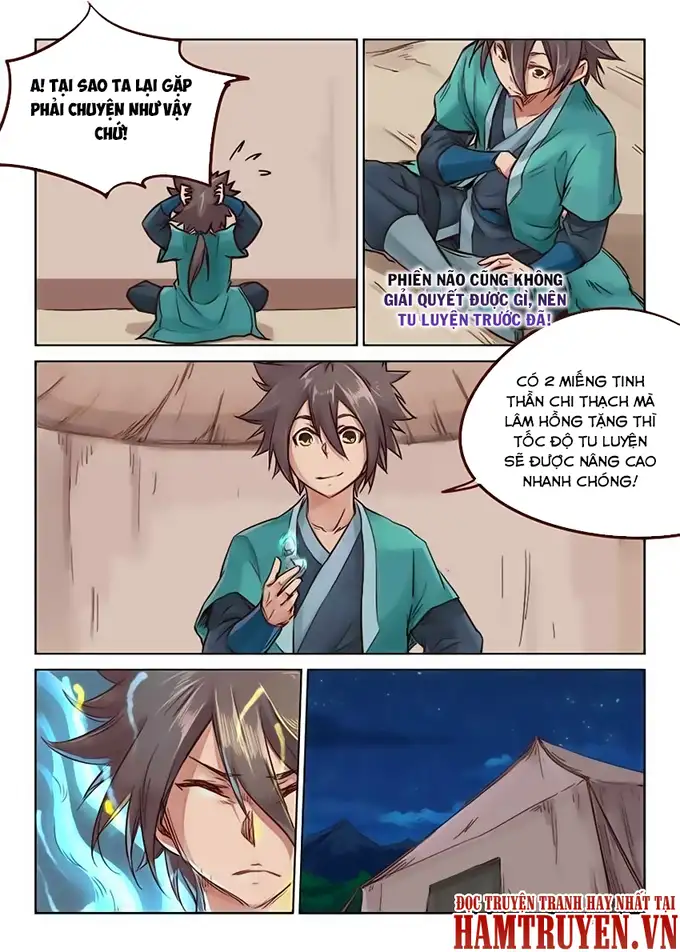 A! TẠI SAO TA LẠI GẶP
PHẢI CHUYỆN NHƯ VẬY
CHỨ!
PHIỀN NÃO CŨNG KHÔNG
GIẢI QUYẾT ĐƯỢC GÌ, NÊN
TU LUYỆN TRƯỚC ĐÃ!
CÓ 2 MIẾNG TINH
THẦN CHI THẠCH MÀ
LÂM HỒNG TẶNG THÌ
TỐC ĐỘ TU LUYỆN
SẼ ĐƯỢC NÂNG CAO
NHANH CHÓNG!
ĐỌC TRUYỆN TRANH HAY NHẤT TẠI
HAMTRUYEN.VN